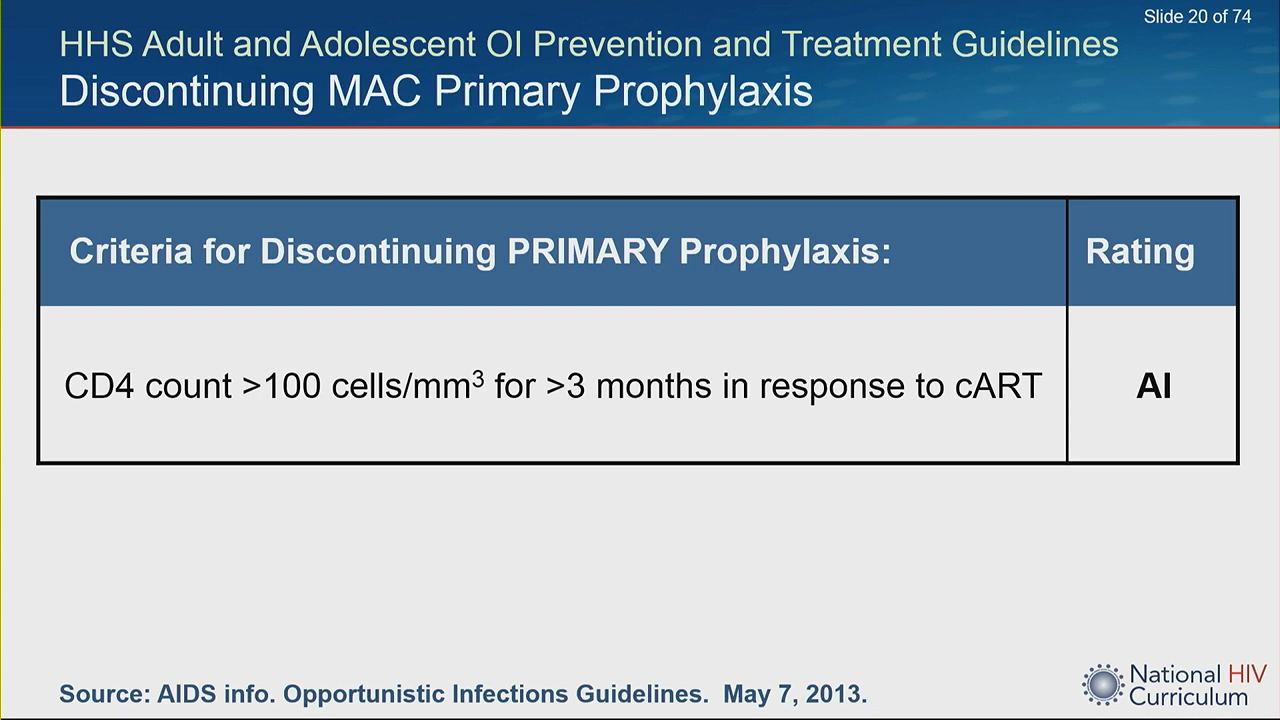 Slide 20 of 74
HHS Adult and Adolescent OI Prevention and Treatment Guidelines
Discontinuing MAC Primary Prophylaxis
Criteria for Discontinuing PRIMARY Prophylaxis:
Rating
CD4 count >100 cells/mm³ for >3 months in response to cART
AI
Source: AIDS info. Opportunistic Infections Guidelines. May 7, 2013.
National HIV
Curriculum